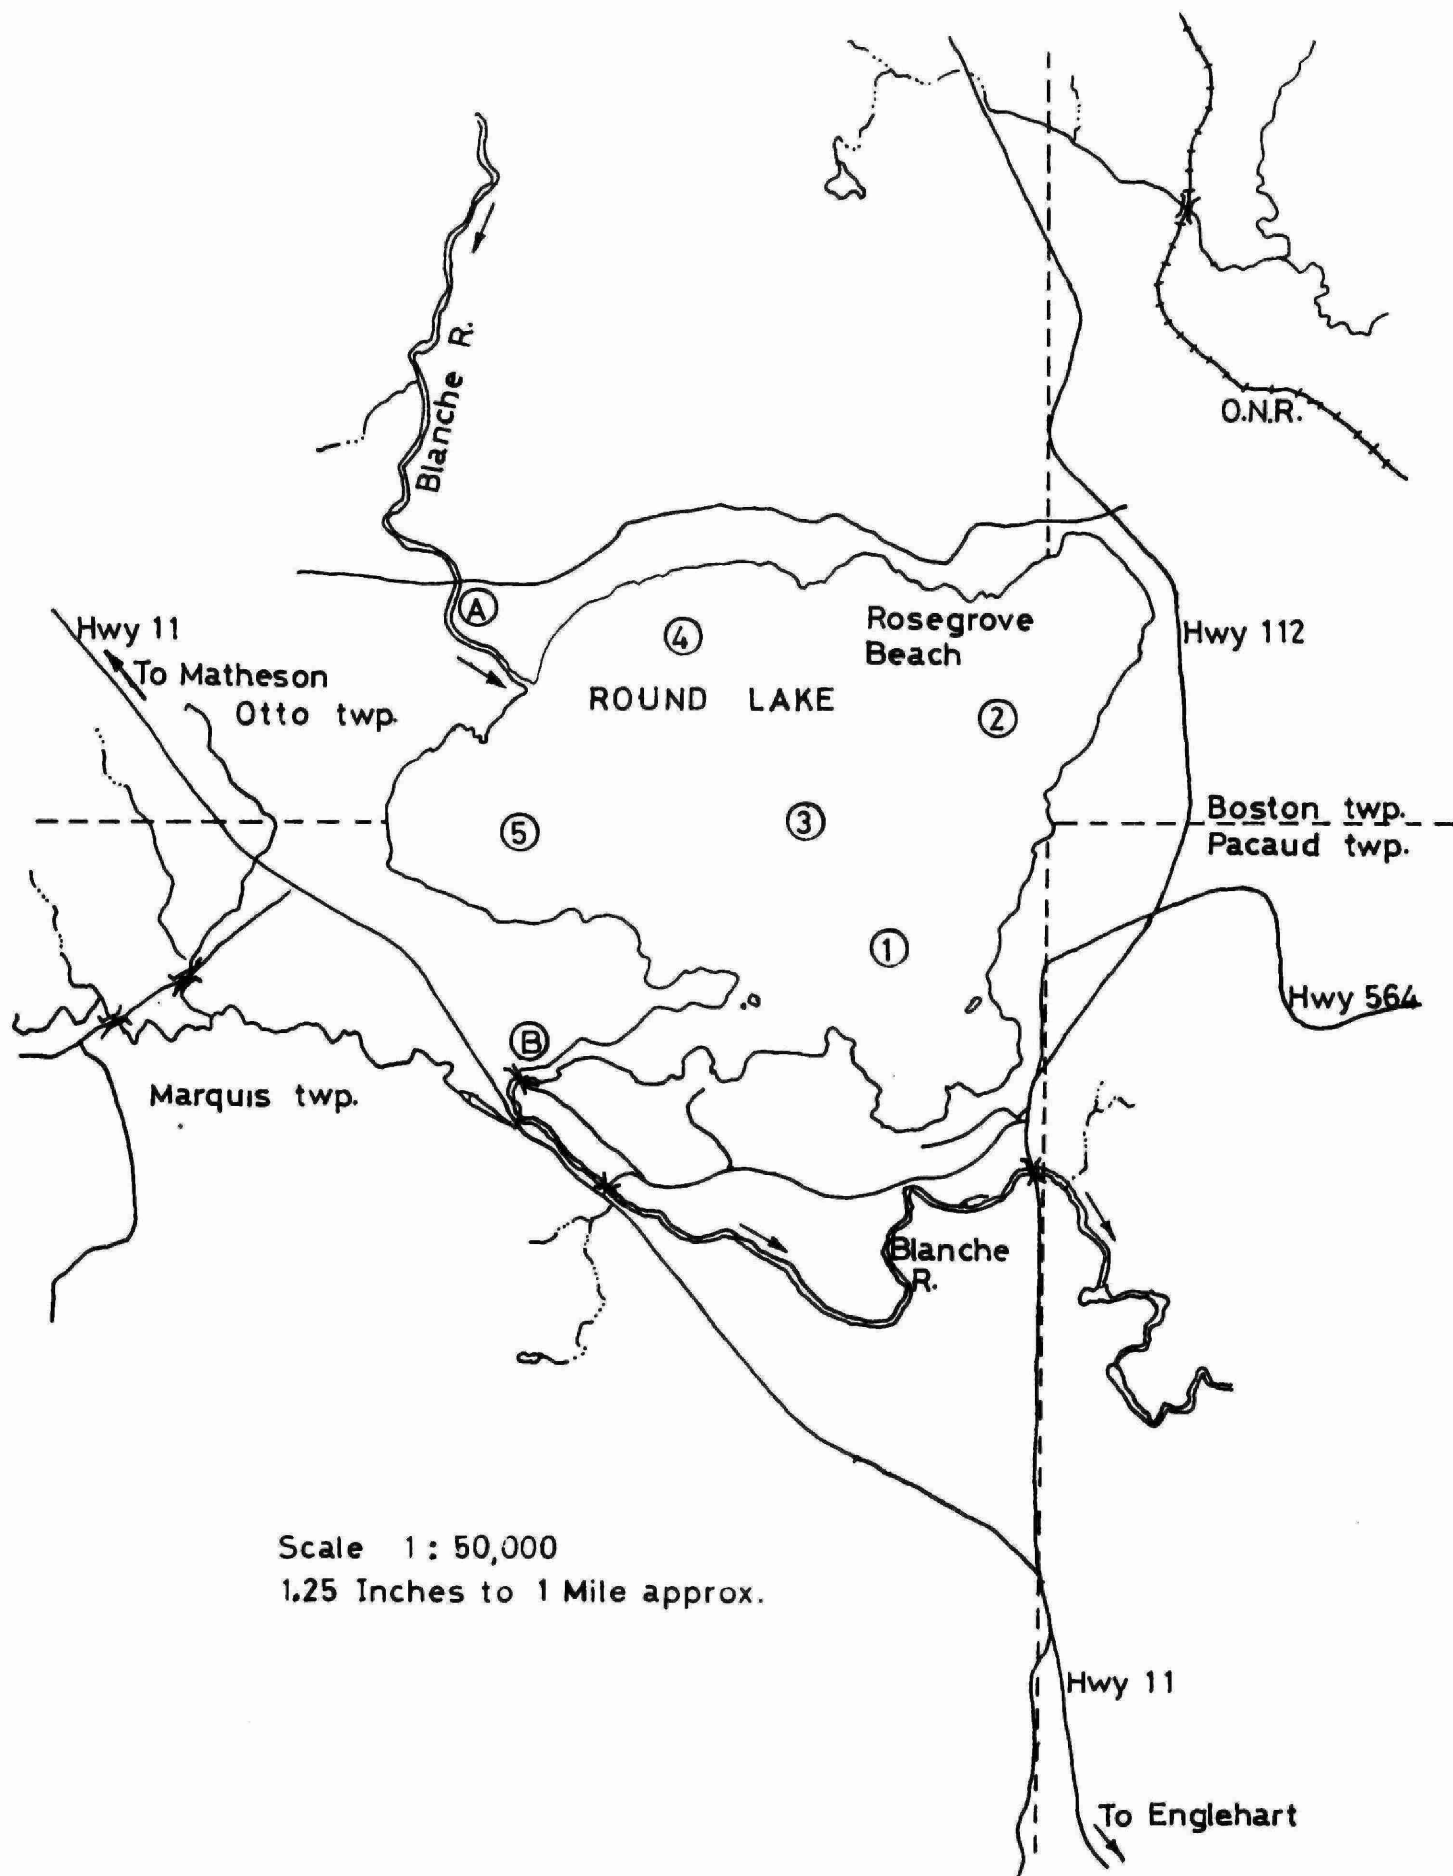 Blanche R.
O.N.R.
A
Hwy 11
To Matheson
Otto twp.
4
Rosegrove
Beach
Hwy 112
ROUND LAKE
2
5
3
Boston twp.
Pacaud twp.
1
Hwy 564
B
Marquis twp.
Blanche
R.
Scale 1 : 50,000
1.25 Inches to 1 Mile approx.
Hwy 11
To Englehart